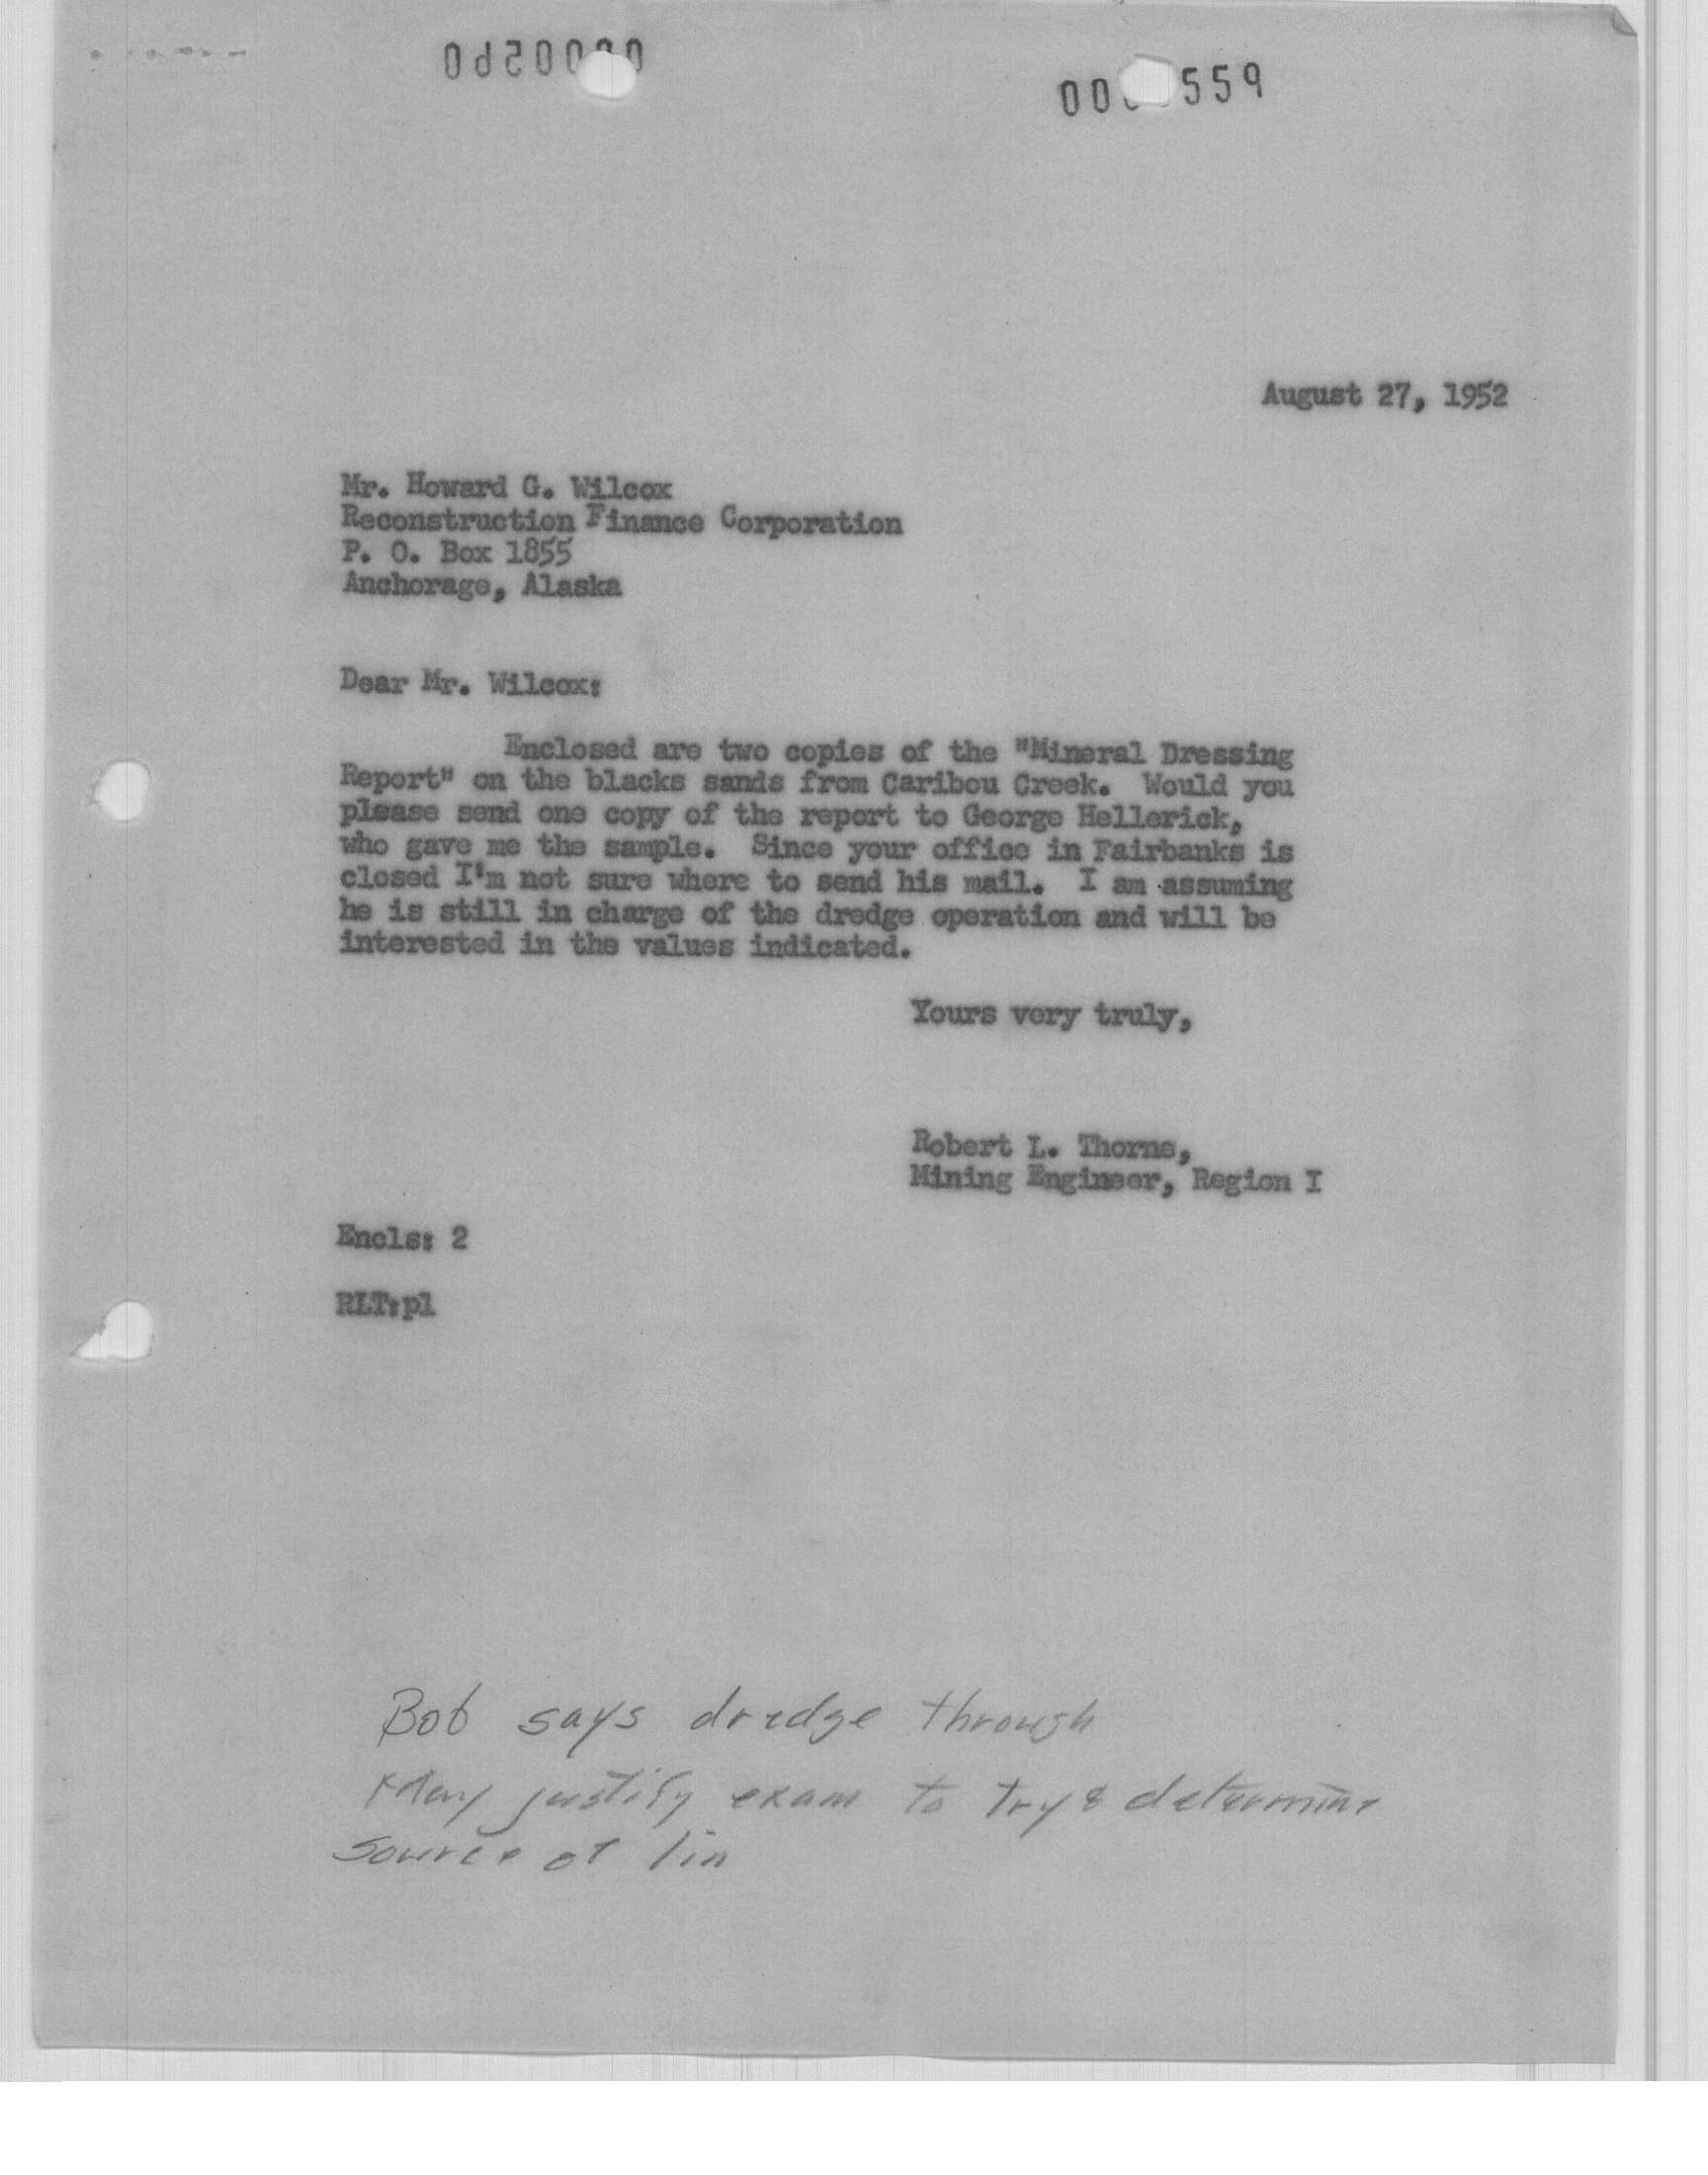 August 27, 1952
Mr. Howard G. Wilcox
Reconstruction Finance Corporation
P. O. Box 1855
Anchorage, Alaska
Dear Mr. Wilcox:
Enclosed are two copies of the "Mineral Dressing
Report" on the blacks sands from Caribou Creek. Would you
please send one copy of the report to George Hellerick,
who gave me the sample. Since your office in Fairbanks is
closed I'm not sure where to send his mail. I am assuming
he is still in charge of the dredge operation and will be
interested in the values indicated.
Yours very truly,
Robert L. Thorne,
Mining Engineer, Region I
Encls: 2
RLT:pl
Bob says dredge through
May justify exam to try & determine
source of tin